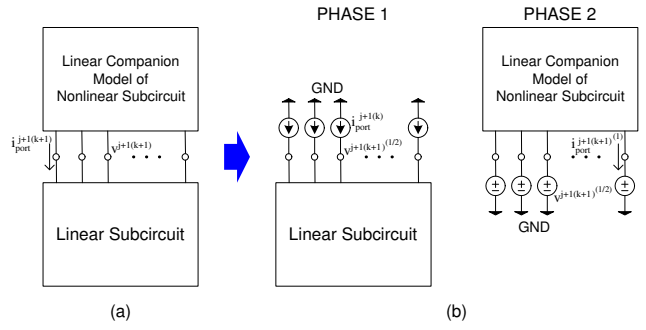 PHASE 1
PHASE 2
Linear Companion
Model of
Nonlinear Subcircuit
i_port^j+1(k+1)
v^j+1(k+1)
• • •
Linear Subcircuit
(a)
GND
i_port^j+1(k)
v^j+1(k+1)^(1/2)
• • •
Linear Subcircuit
Linear Companion
Model of
Nonlinear Subcircuit
• • •
i_port^j+1(k+1)^(1)
v^j+1(k+1)^(1/2)
GND
(b)